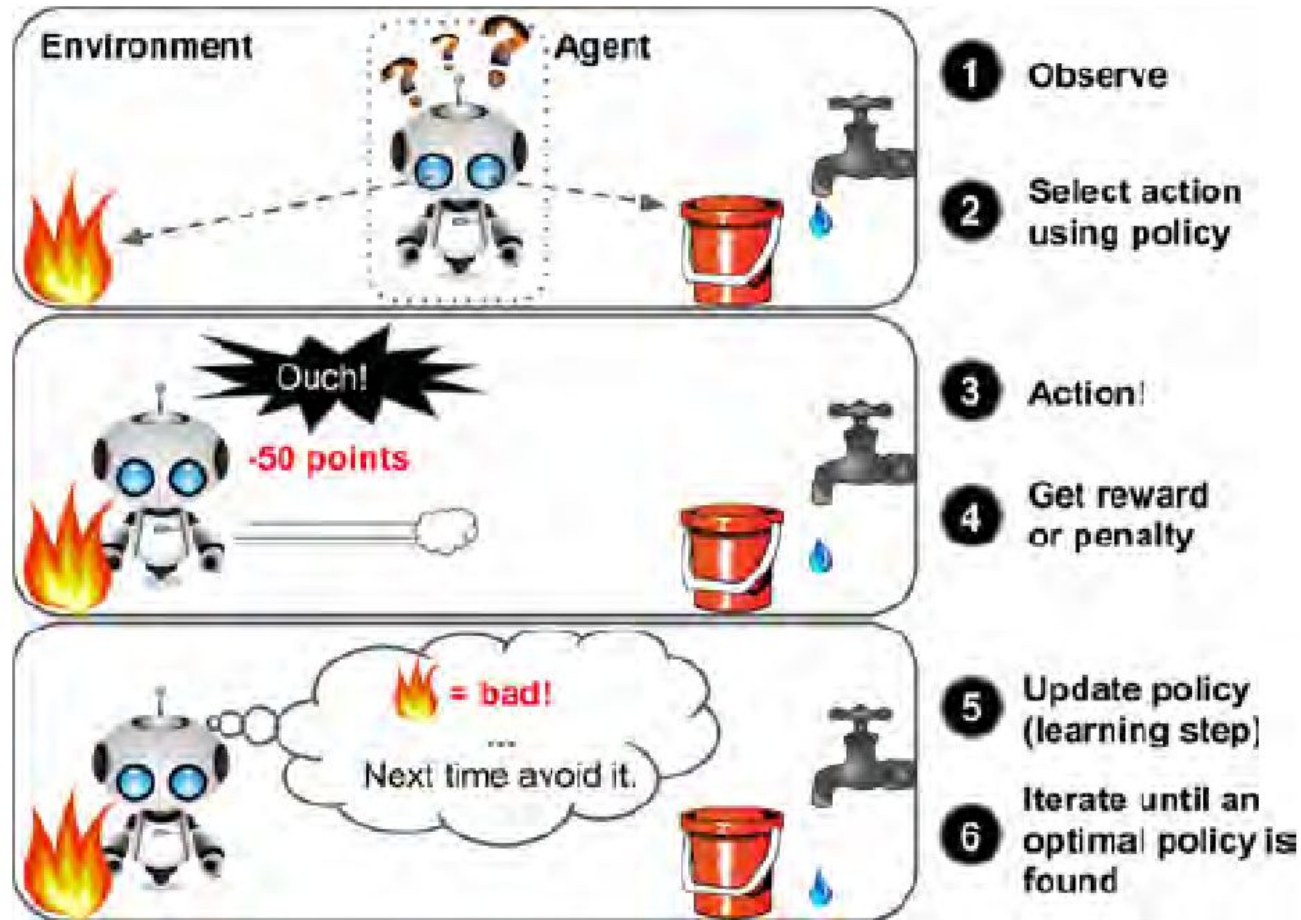 Environment
Agent
1 Observe
2 Select action
using policy
Ouch!
-50 points
3 Action!
4 Get reward
or penalty
= bad!
...
Next time avoid it.
5 Update policy
(learning step)
6 Iterate until an
optimal policy is
found